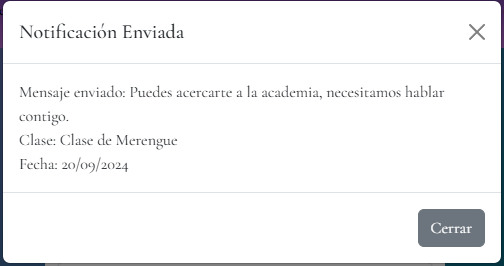 Notificación Enviada
Mensaje enviado: Puedes acercarte a la academia, necesitamos hablar
contigo.
Clase: Clase de Merengue
Fecha: 20/09/2024
Cerrar